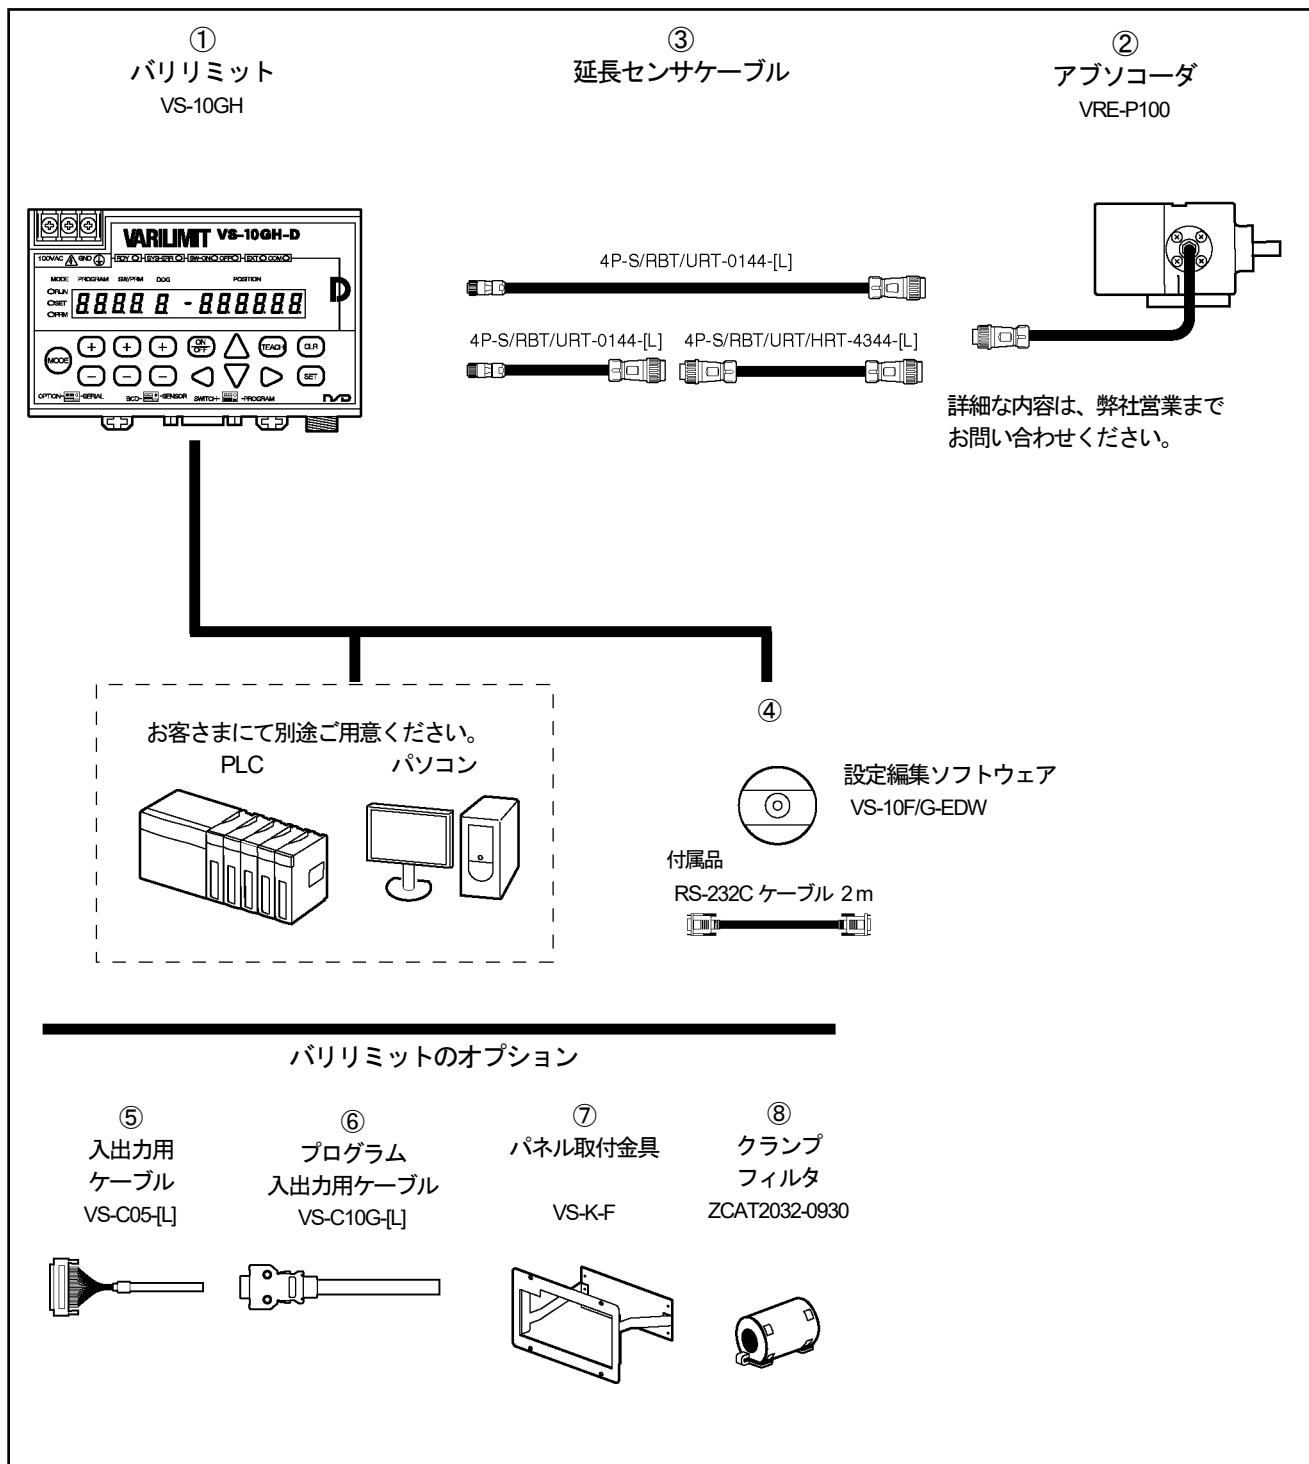 ①
バリリミット
VS-10GH
③
延長センサケーブル
②
アブソコーダ
VRE-P100
VARILIMIT VS-10GH-D
100VAC GND RDY SYS-ERR SW-ON OFF EXT COM
MODE PROGRAM SW/PRM DOG POSITION
RUN
SET
PRM
D
MODE
+ + + ON/OFF TEACH CLR
- - - SET
OPTION- -SERIAL BCD- -SENSOR SWITCH- -PROGRAM NSD
4P-S/RBT/URT-0144-[L]
4P-S/RBT/URT-0144-[L] 4P-S/RBT/URT/HRT-4344-[L]
詳細な内容は、弊社営業まで
お問い合わせください。
お客さまにて別途ご用意ください。
PLC パソコン
④
設定編集ソフトウェア
VS-10F/G-EDW
付属品
RS-232C ケーブル 2 m
バリリミットのオプション
⑤
入出力用
ケーブル
VS-C05-[L]
⑥
プログラム
入出力用ケーブル
VS-C10G-[L]
⑦
パネル取付金具
VS-K-F
⑧
クランプ
フィルタ
ZCAT2032-0930